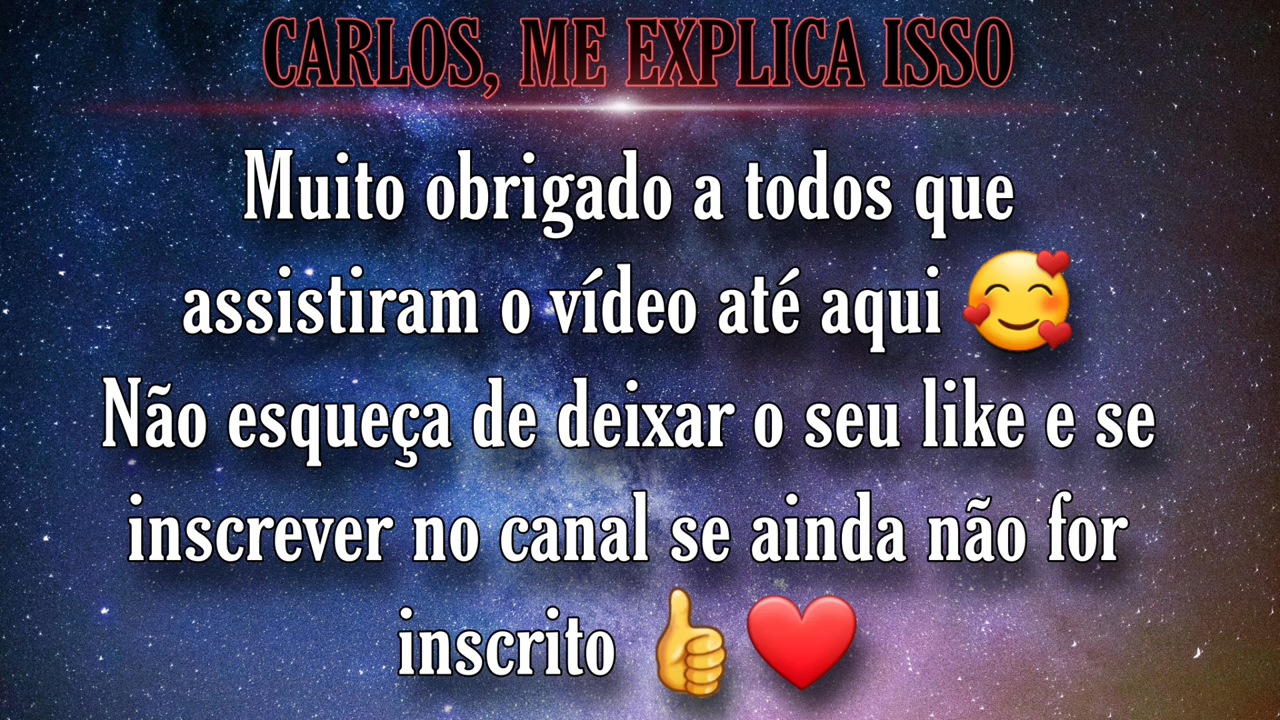 CARLOS, ME EXPLICA ISSO
Muito obrigado a todos que
assistiram o vídeo até aqui 🥰
Não esqueça de deixar o seu like e se
inscrever no canal se ainda não for
inscrito 👍❤️